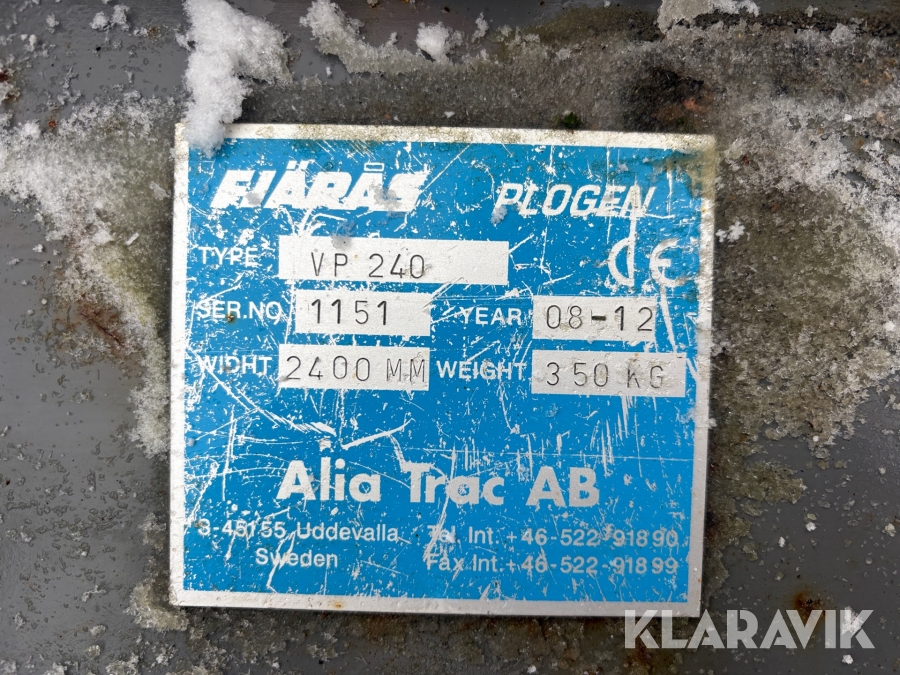 FJÄRÅS PLOGEN
TYPE VP 240
CE
SER.NO 1151 YEAR 08-12
WIDHT 2400 MM WEIGHT 350 KG
Alia Trac AB
S-451 55 Uddevalla Tel. Int. +46-522-918 90
Sweden Fax Int. +46-522-918 99
KLARAVIK